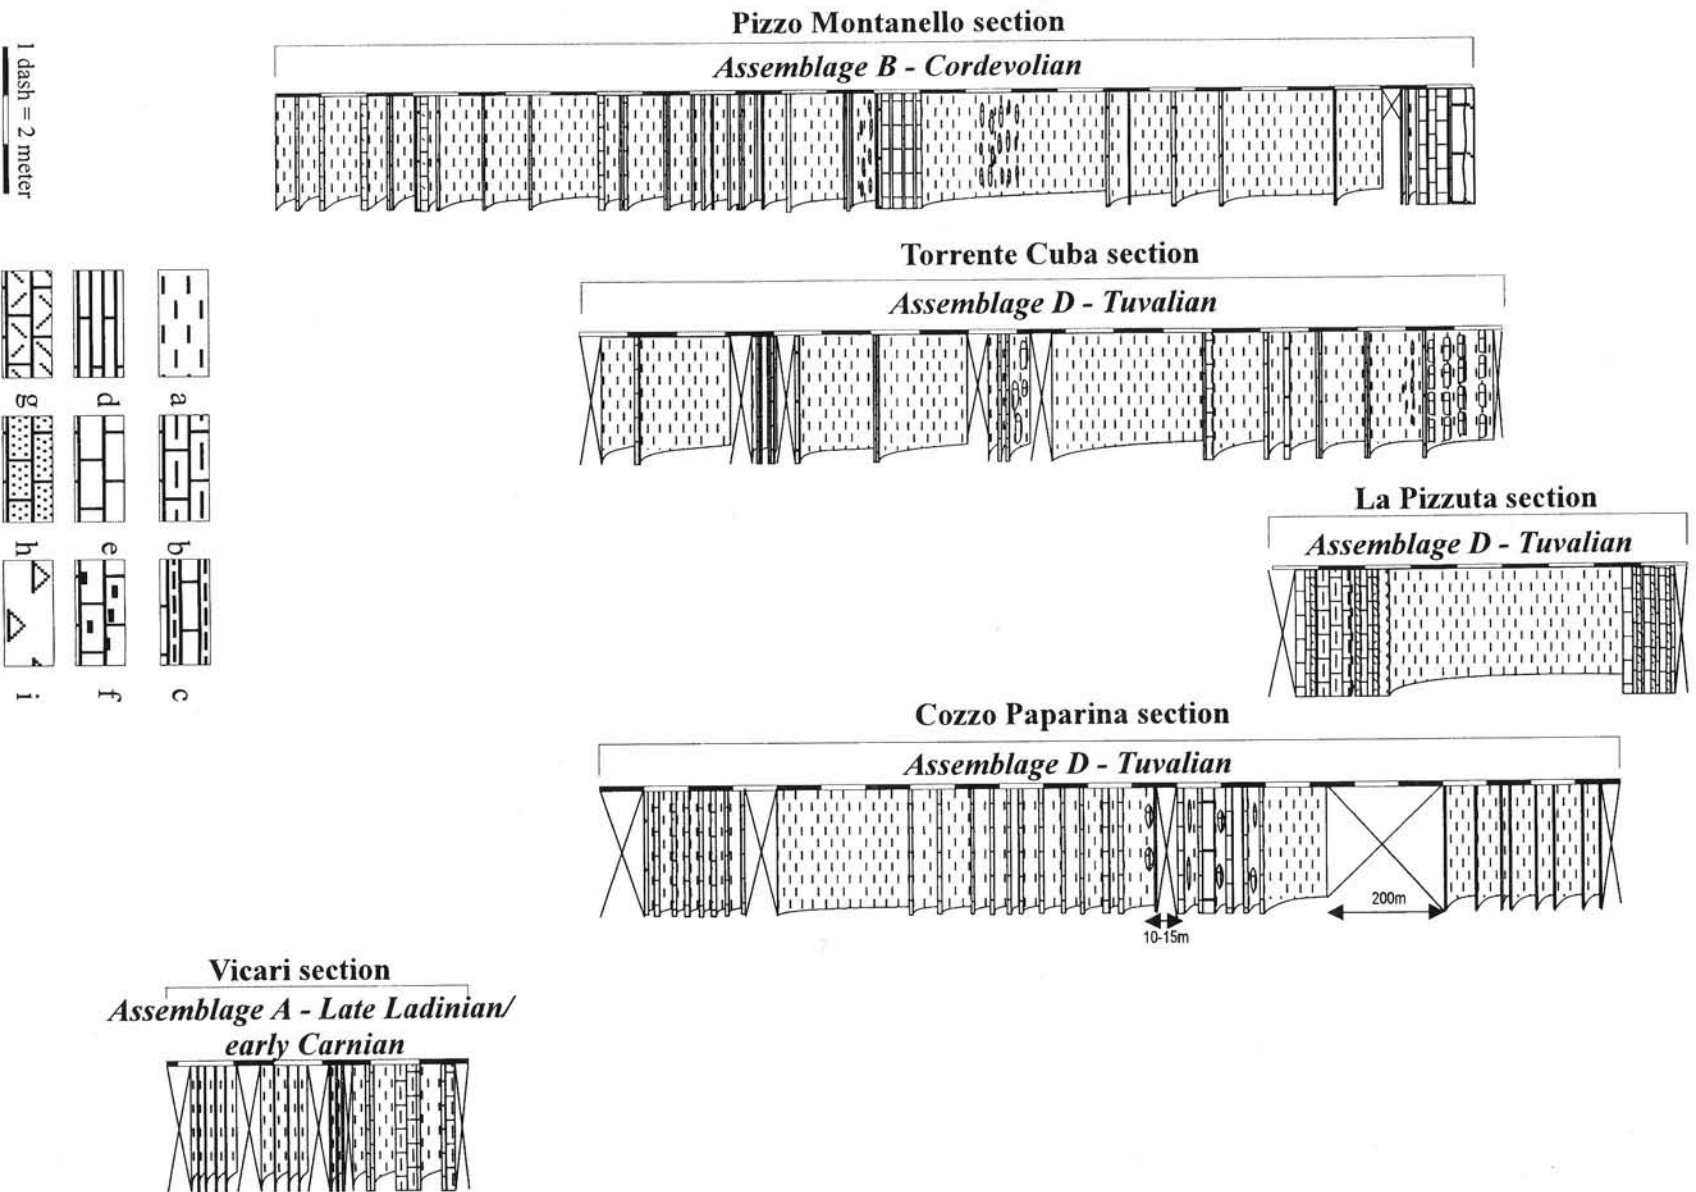 Pizzo Montanello section
Assemblage B - Cordevolian
1 dash = 2 meter
Torrente Cuba section
Assemblage D - Tuvalian
a
b
c
d
e
f
g
h
i
La Pizzuta section
Assemblage D - Tuvalian
Cozzo Paparina section
Assemblage D - Tuvalian
200m
10-15m
Vicari section
Assemblage A - Late Ladinian/
early Carnian